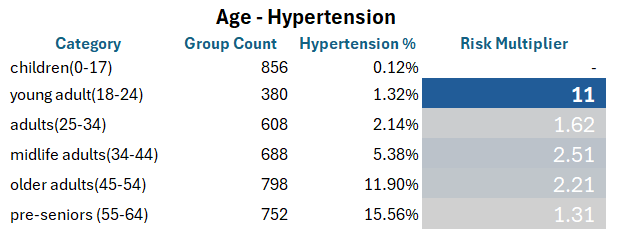 Age - Hypertension
Category Group Count Hypertension % Risk Multiplier
children(0-17) 856 0.12% -
young adult(18-24) 380 1.32% 11
adults(25-34) 608 2.14% 1.62
midlife adults(34-44) 688 5.38% 2.51
older adults(45-54) 798 11.90% 2.21
pre-seniors (55-64) 752 15.56% 1.31